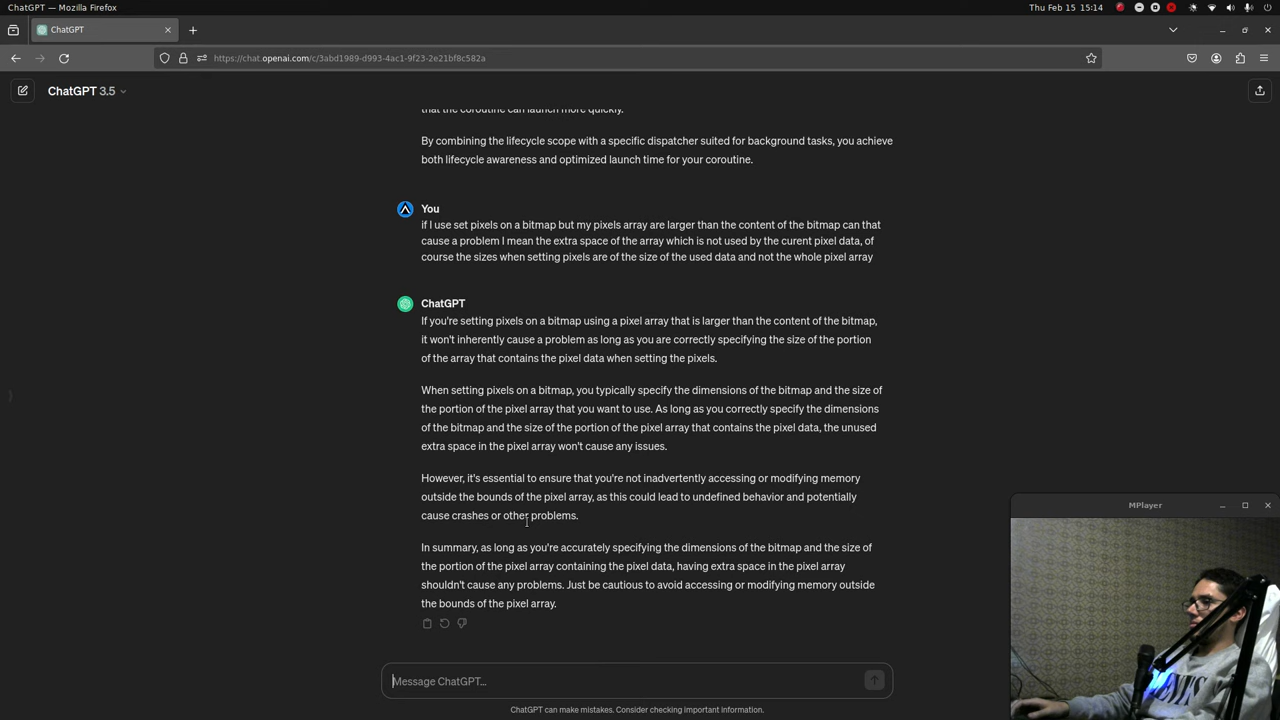 ChatGPT — Mozilla Firefox
Thu Feb 15 15:14
ChatGPT
https://chat.openai.com/c/3abd1989-d993-4ac1-9f23-2e21bf8c582a
ChatGPT 3.5
that the coroutine can launch more quickly.
By combining the lifecycle scope with a specific dispatcher suited for background tasks, you achieve
both lifecycle awareness and optimized launch time for your coroutine.
You
if I use set pixels on a bitmap but my pixels array are larger than the content of the bitmap can that
cause a problem I mean the extra space of the array which is not used by the curent pixel data, of
course the sizes when setting pixels are of the size of the used data and not the whole pixel array
ChatGPT
If you're setting pixels on a bitmap using a pixel array that is larger than the content of the bitmap,
it won't inherently cause a problem as long as you are correctly specifying the size of the portion
of the array that contains the pixel data when setting the pixels.
When setting pixels on a bitmap, you typically specify the dimensions of the bitmap and the size of
the portion of the pixel array that you want to use. As long as you correctly specify the dimensions
of the bitmap and the size of the portion of the pixel array that contains the pixel data, the unused
extra space in the pixel array won't cause any issues.
However, it's essential to ensure that you're not inadvertently accessing or modifying memory
outside the bounds of the pixel array, as this could lead to undefined behavior and potentially
cause crashes or other problems.
In summary, as long as you're accurately specifying the dimensions of the bitmap and the size of
the portion of the pixel array containing the pixel data, having extra space in the pixel array
shouldn't cause any problems. Just be cautious to avoid accessing or modifying memory outside
the bounds of the pixel array.
MPlayer
Message ChatGPT...
ChatGPT can make mistakes. Consider checking important information.